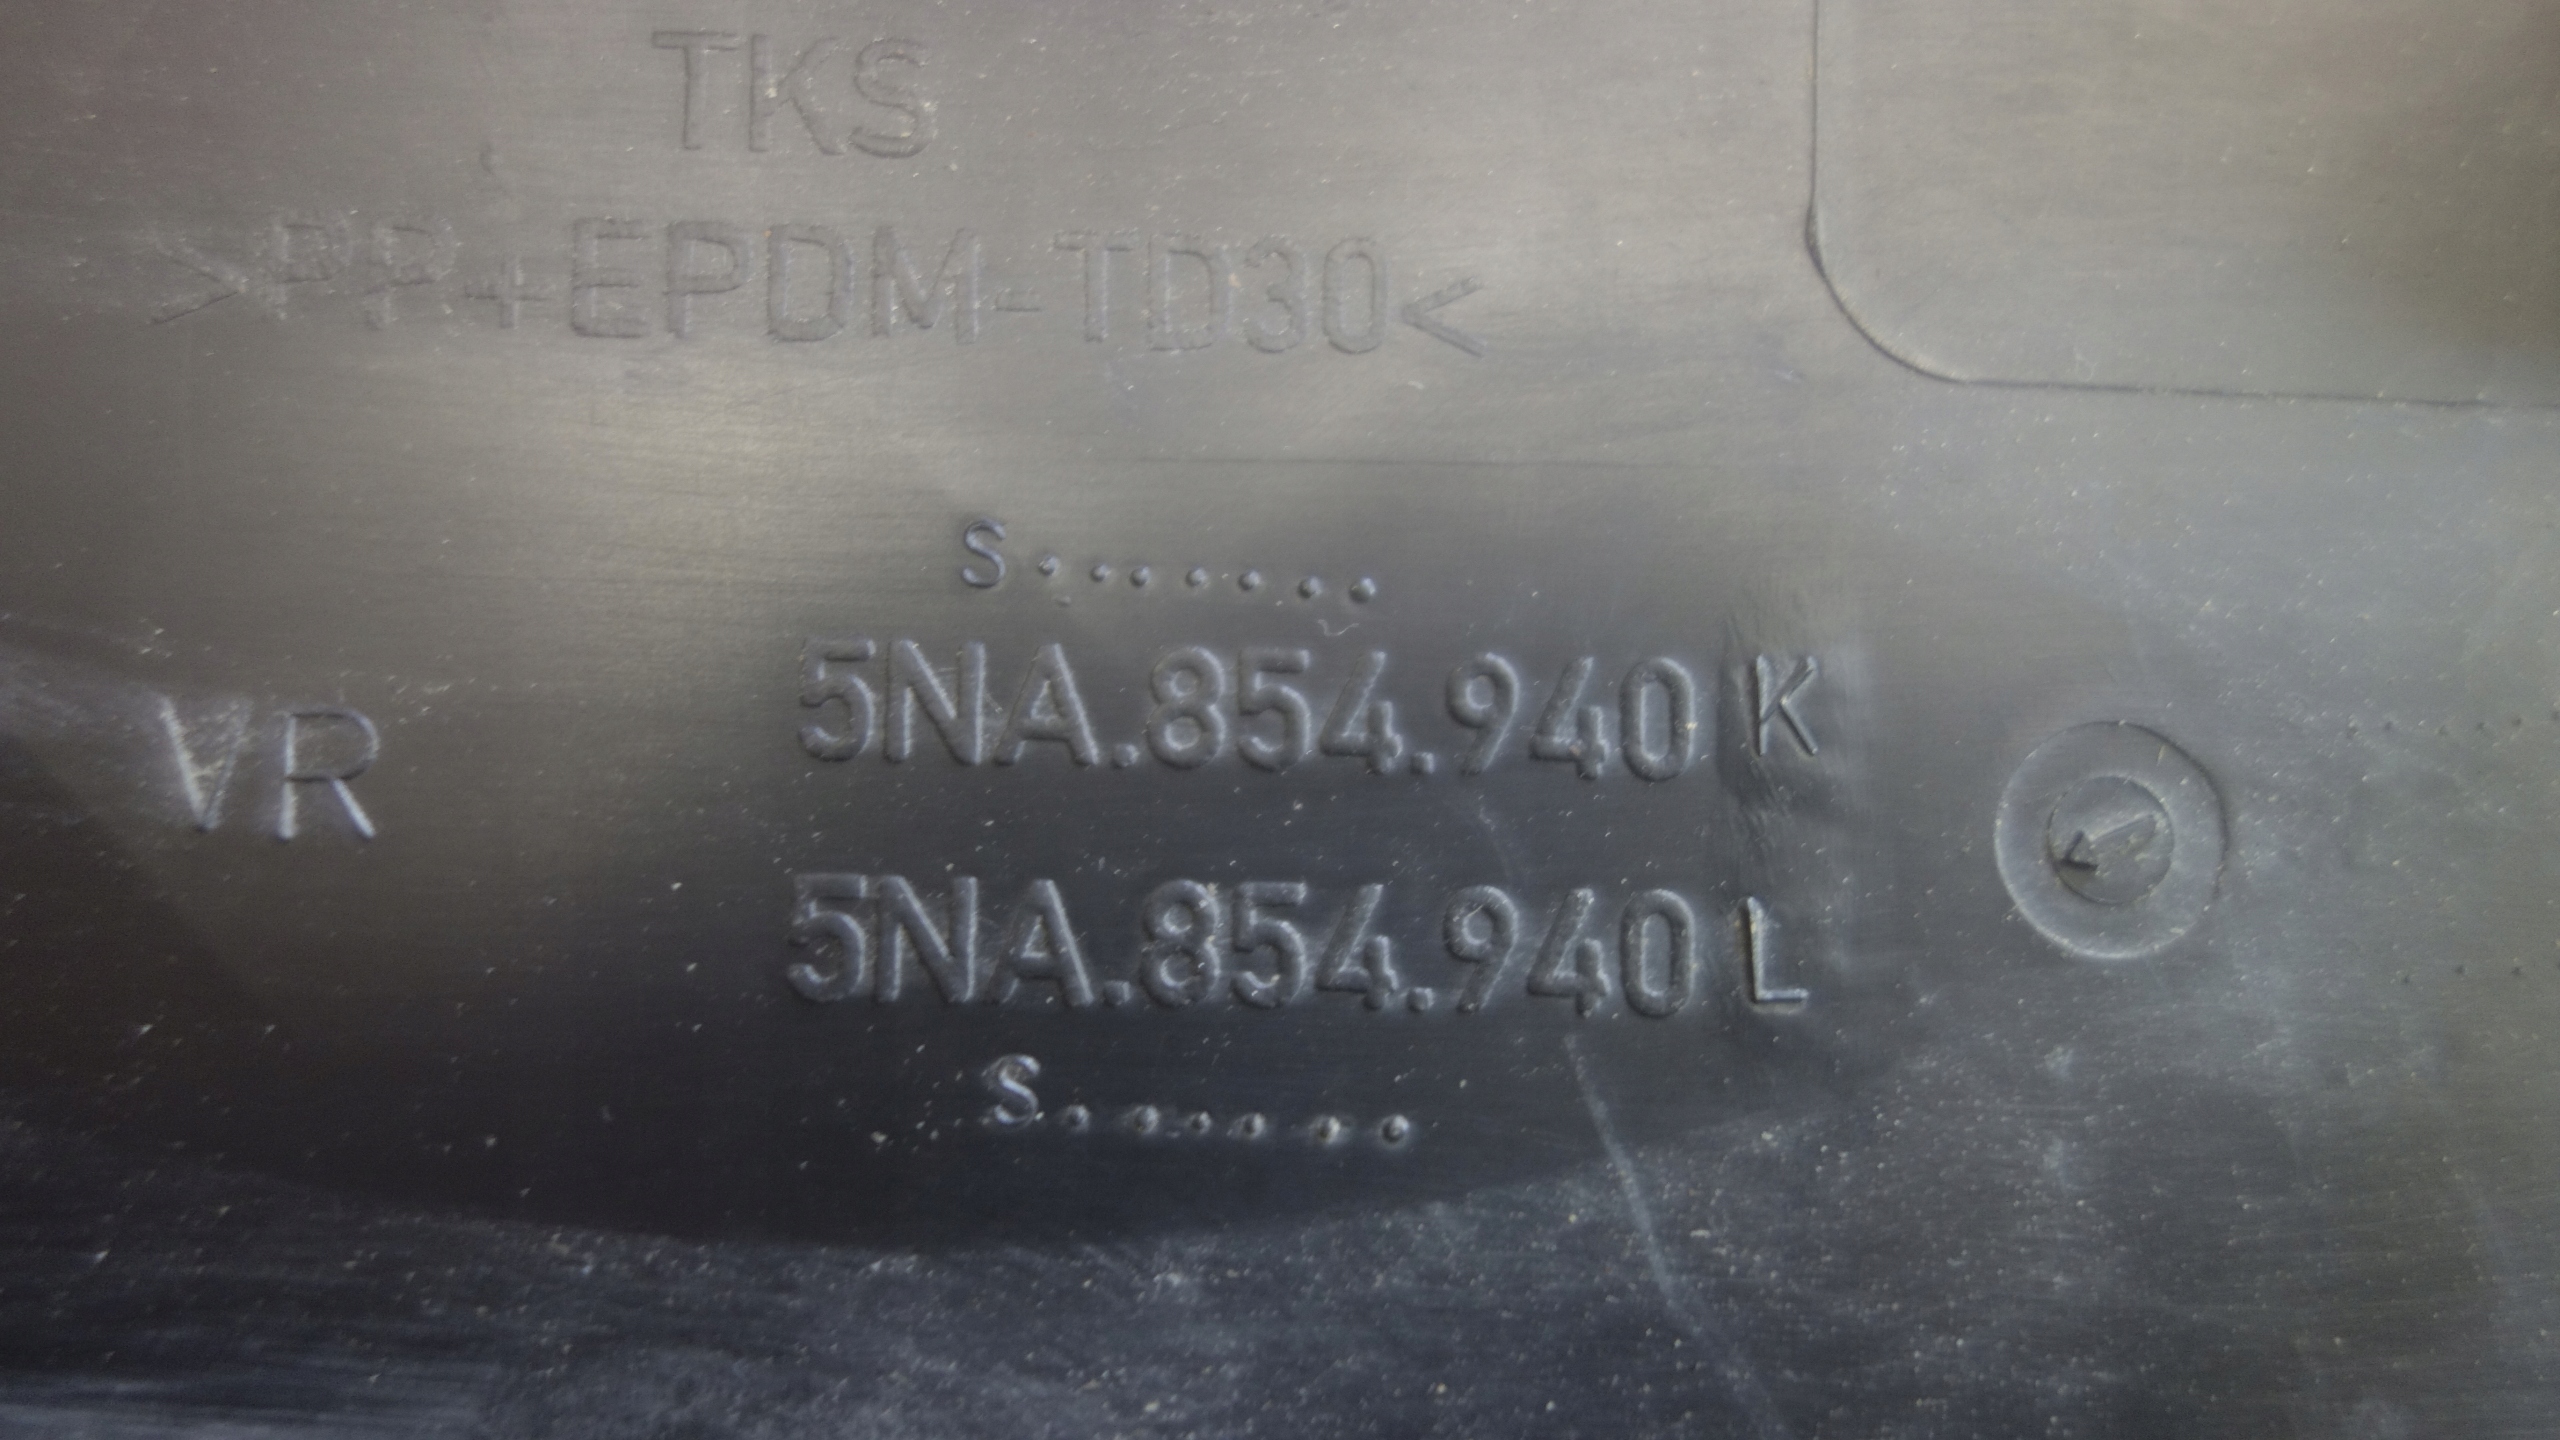 TKS
>PP+EPDM-TD30<
S.......
5NA.854.940 K
VR
5NA.854.940 L
S......